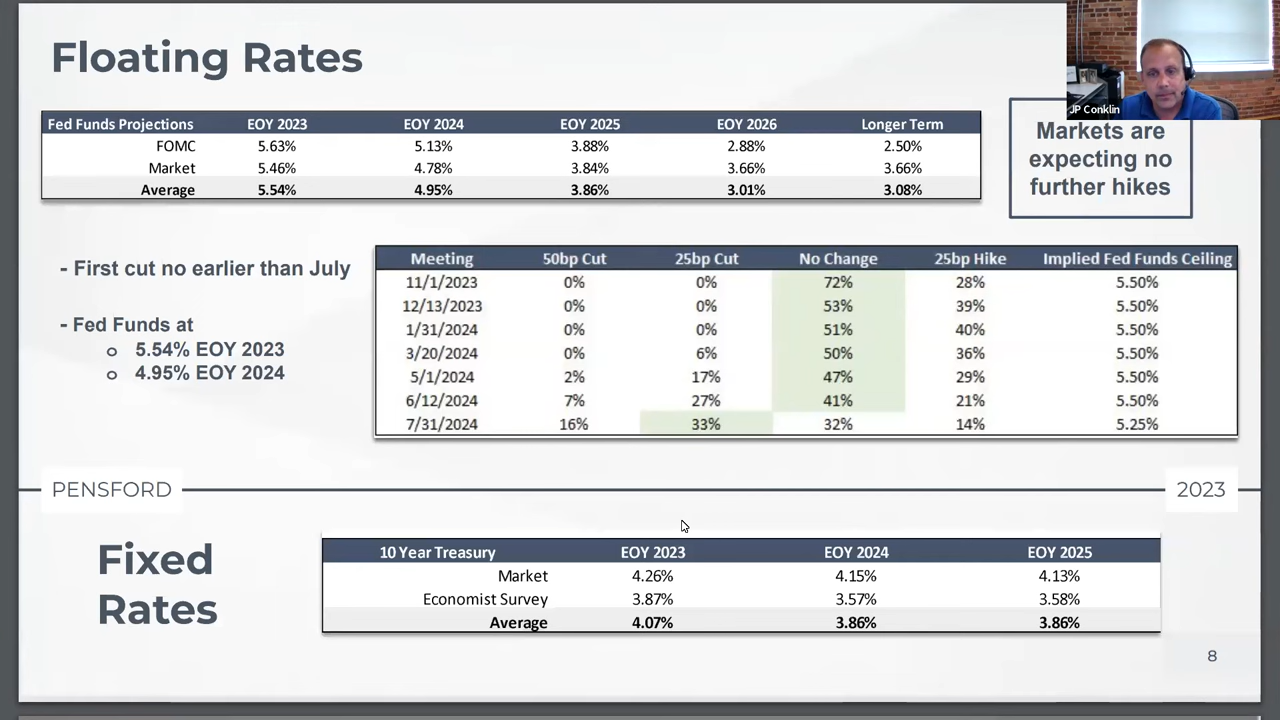 Floating Rates
JP Conklin
Fed Funds Projections EOY 2023 EOY 2024 EOY 2025 EOY 2026 Longer Term
FOMC 5.63% 5.13% 3.88% 2.88% 2.50%
Market 5.46% 4.78% 3.84% 3.66% 3.66%
Average 5.54% 4.95% 3.86% 3.01% 3.08%
Markets are
expecting no
further hikes
- First cut no earlier than July
- Fed Funds at
o 5.54% EOY 2023
o 4.95% EOY 2024
Meeting 50bp Cut 25bp Cut No Change 25bp Hike Implied Fed Funds Ceiling
11/1/2023 0% 0% 72% 28% 5.50%
12/13/2023 0% 0% 53% 39% 5.50%
1/31/2024 0% 0% 51% 40% 5.50%
3/20/2024 0% 6% 50% 36% 5.50%
5/1/2024 2% 17% 47% 29% 5.50%
6/12/2024 7% 27% 41% 21% 5.50%
7/31/2024 16% 33% 32% 14% 5.25%
PENSFORD
2023
Fixed
Rates
10 Year Treasury EOY 2023 EOY 2024 EOY 2025
Market 4.26% 4.15% 4.13%
Economist Survey 3.87% 3.57% 3.58%
Average 4.07% 3.86% 3.86%
8